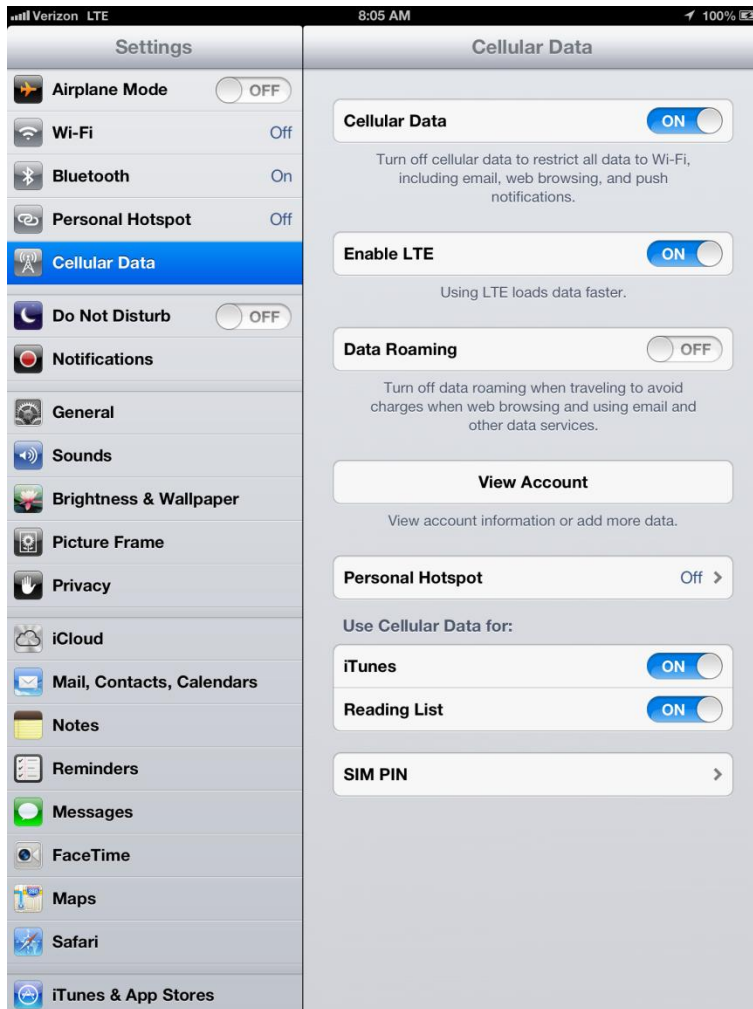 Verizon LTE
8:05 AM
100%
Settings
Airplane Mode OFF
Wi-Fi Off
Bluetooth On
Personal Hotspot Off
Cellular Data
Do Not Disturb OFF
Notifications
General
Sounds
Brightness & Wallpaper
Picture Frame
Privacy
iCloud
Mail, Contacts, Calendars
Notes
Reminders
Messages
FaceTime
Maps
Safari
iTunes & App Stores
Cellular Data
Cellular Data ON
Turn off cellular data to restrict all data to Wi-Fi,
including email, web browsing, and push
notifications.
Enable LTE ON
Using LTE loads data faster.
Data Roaming OFF
Turn off data roaming when traveling to avoid
charges when web browsing and using email and
other data services.
View Account
View account information or add more data.
Personal Hotspot Off
Use Cellular Data for:
iTunes ON
Reading List ON
SIM PIN